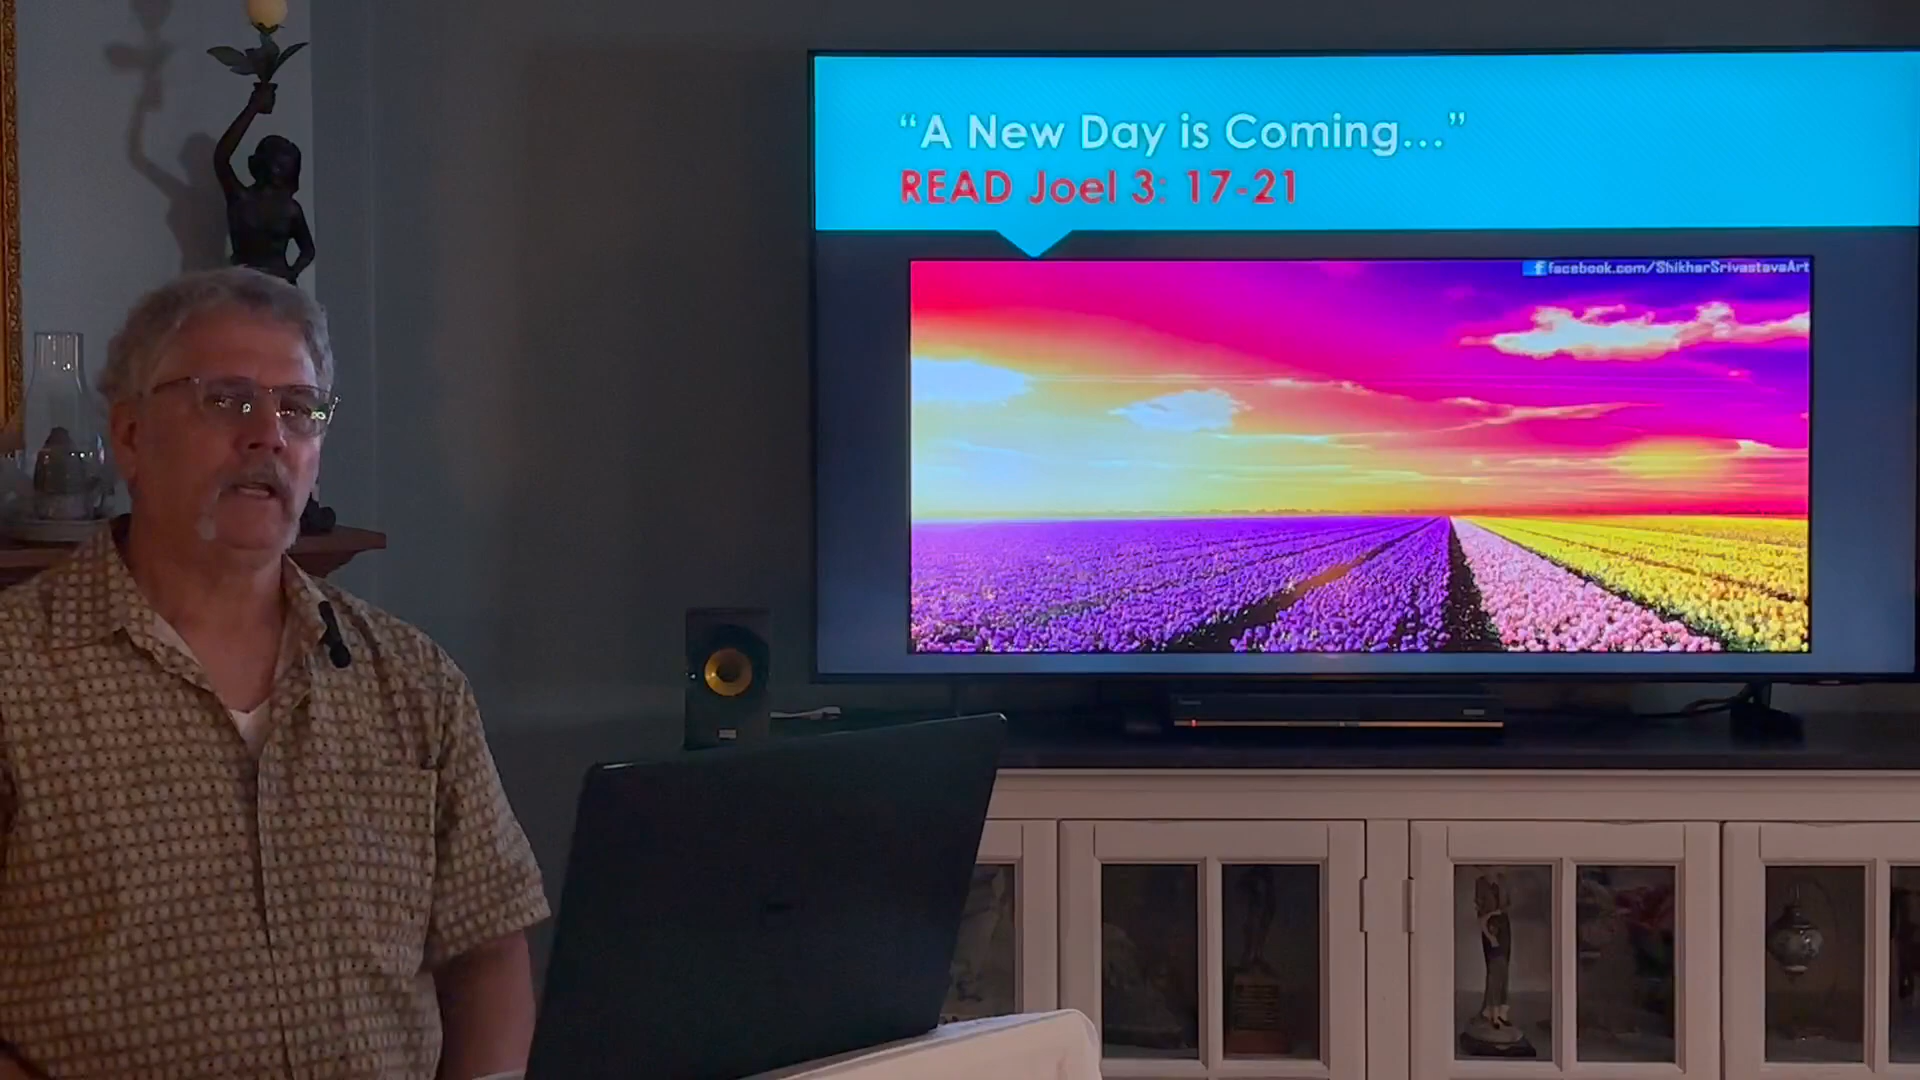 “A New Day is Coming...”
READ Joel 3: 17-21
facebook.com/ShikharSrivastavaArt